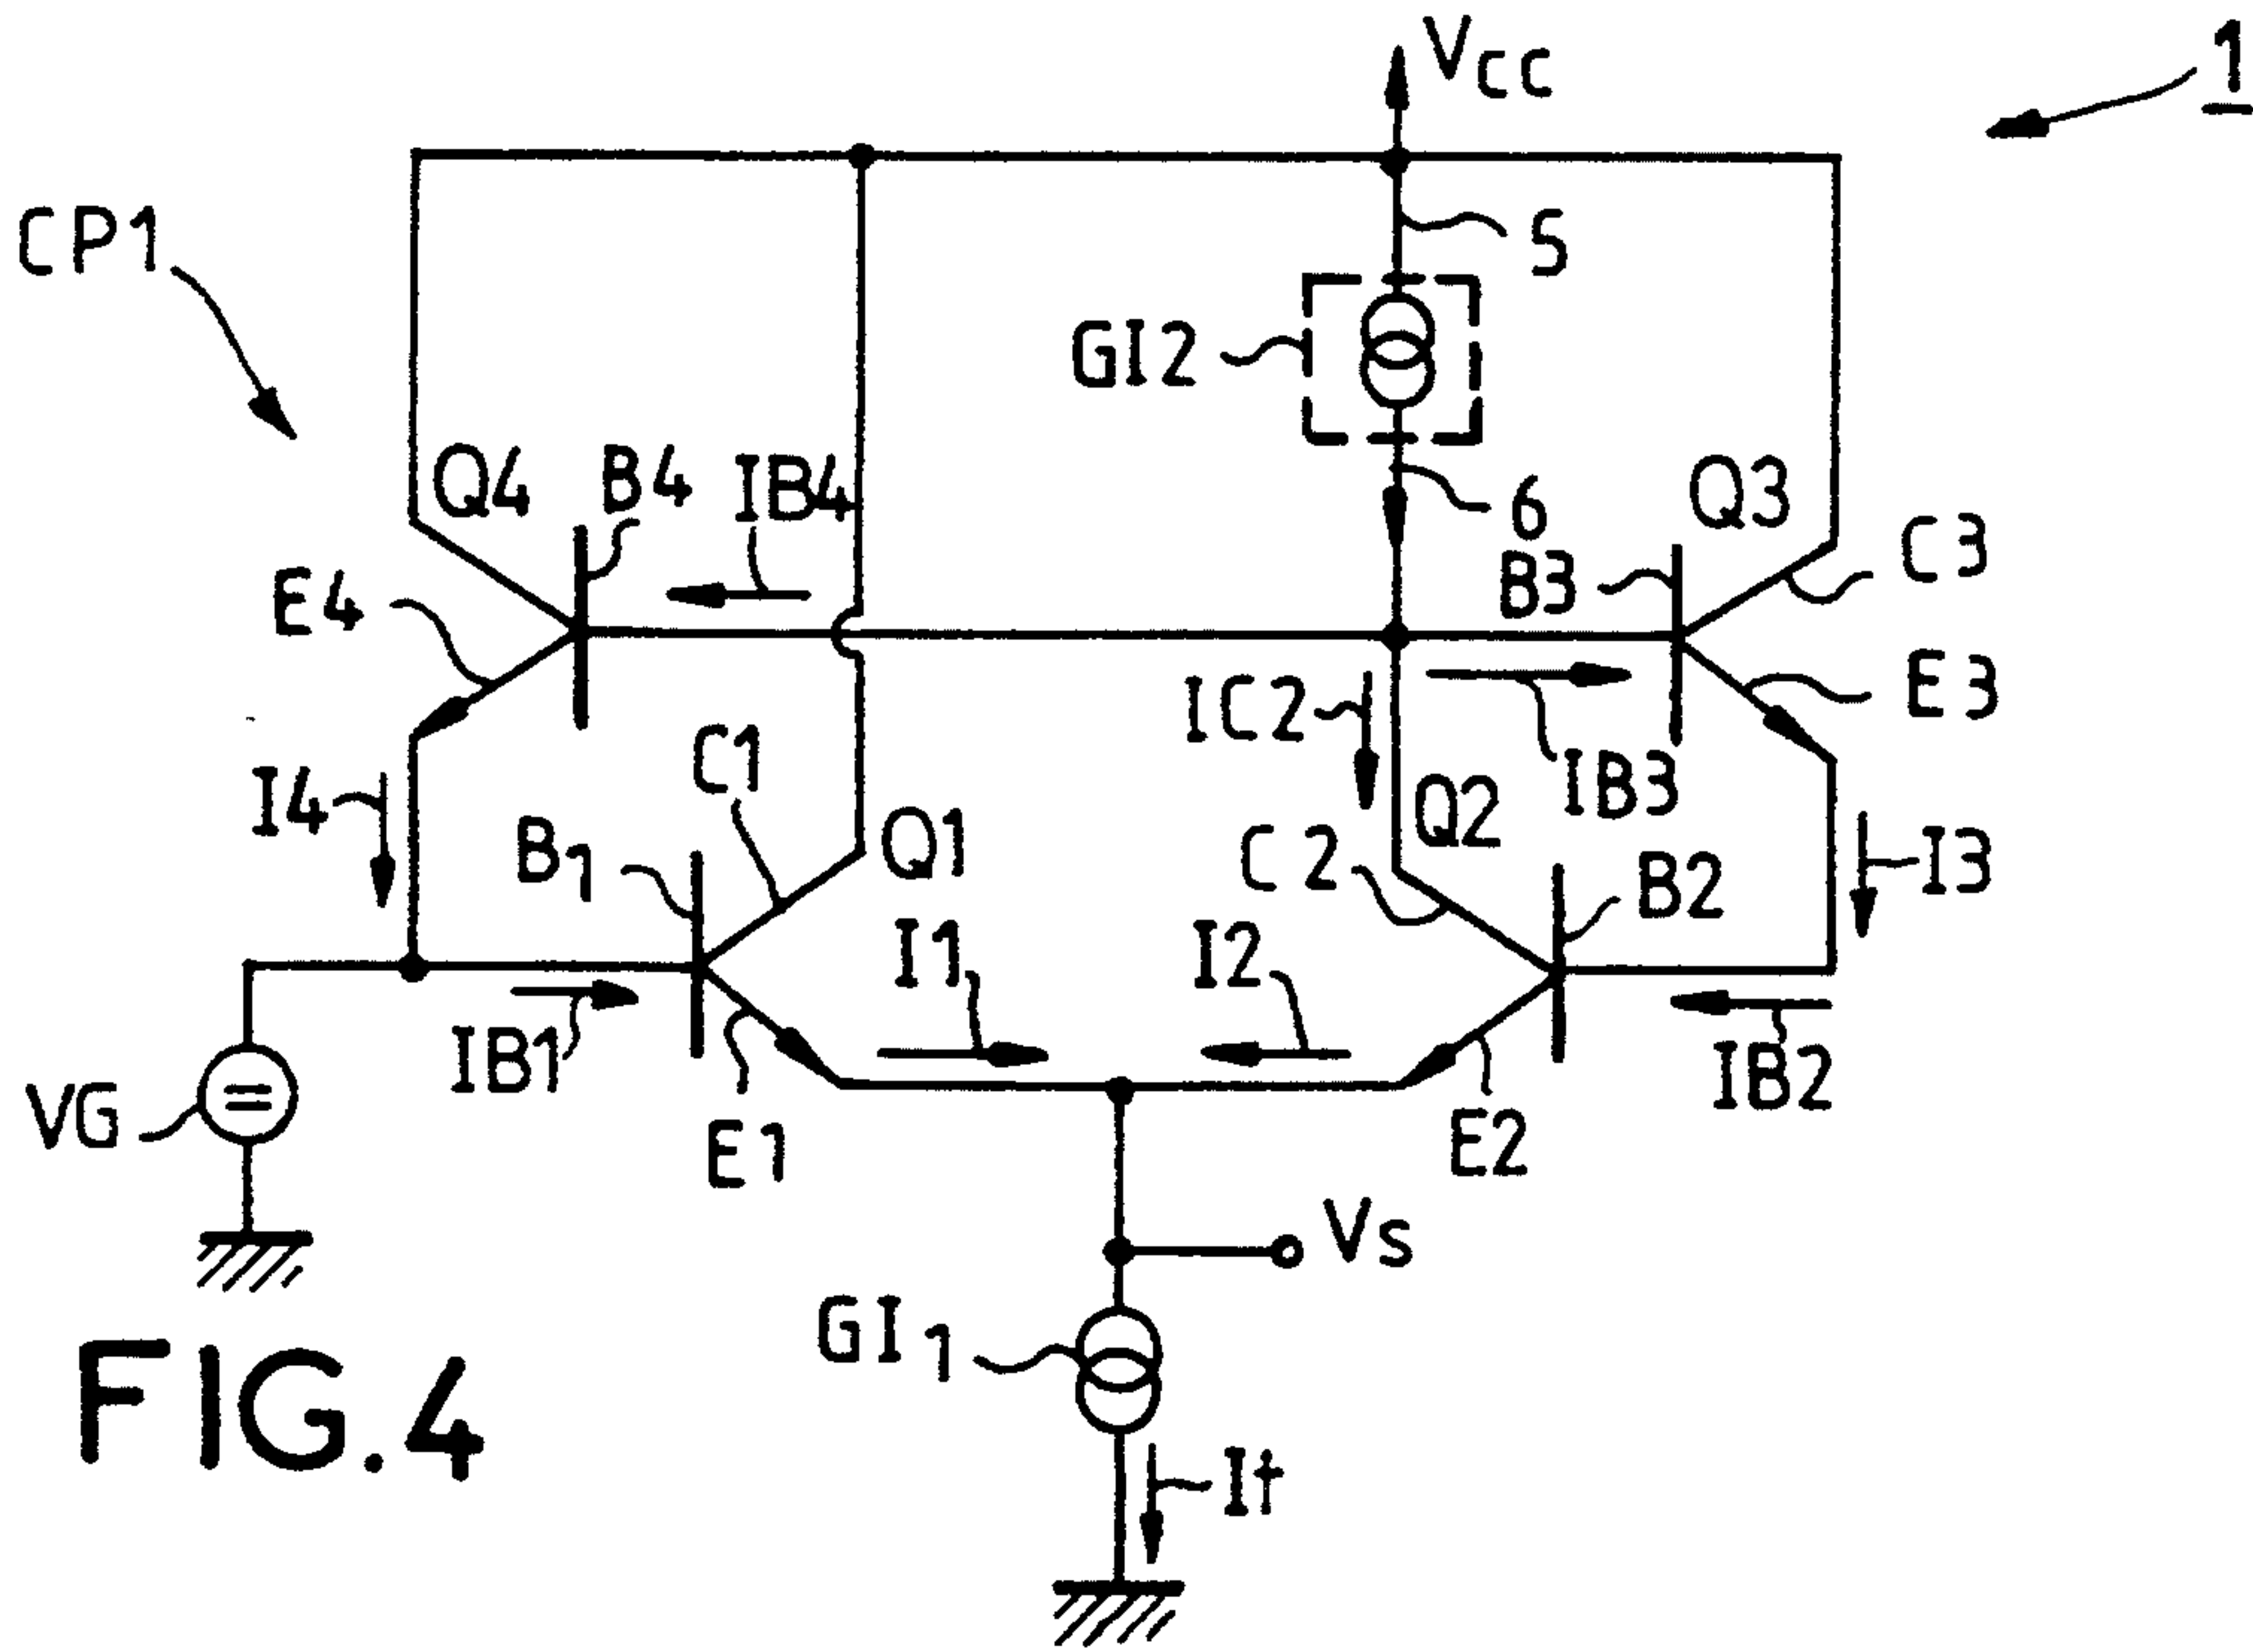 VCC
1
CP1
5
GI2
Q4
B4
IB4
6
Q3
B3
C3
E4
E3
IC2
IB3
I4
C1
Q2
B1
Q1
C2
B2
I3
I1
I2
IB1
IB2
VG
E1
E2
VS
GI1
FIG.4
It